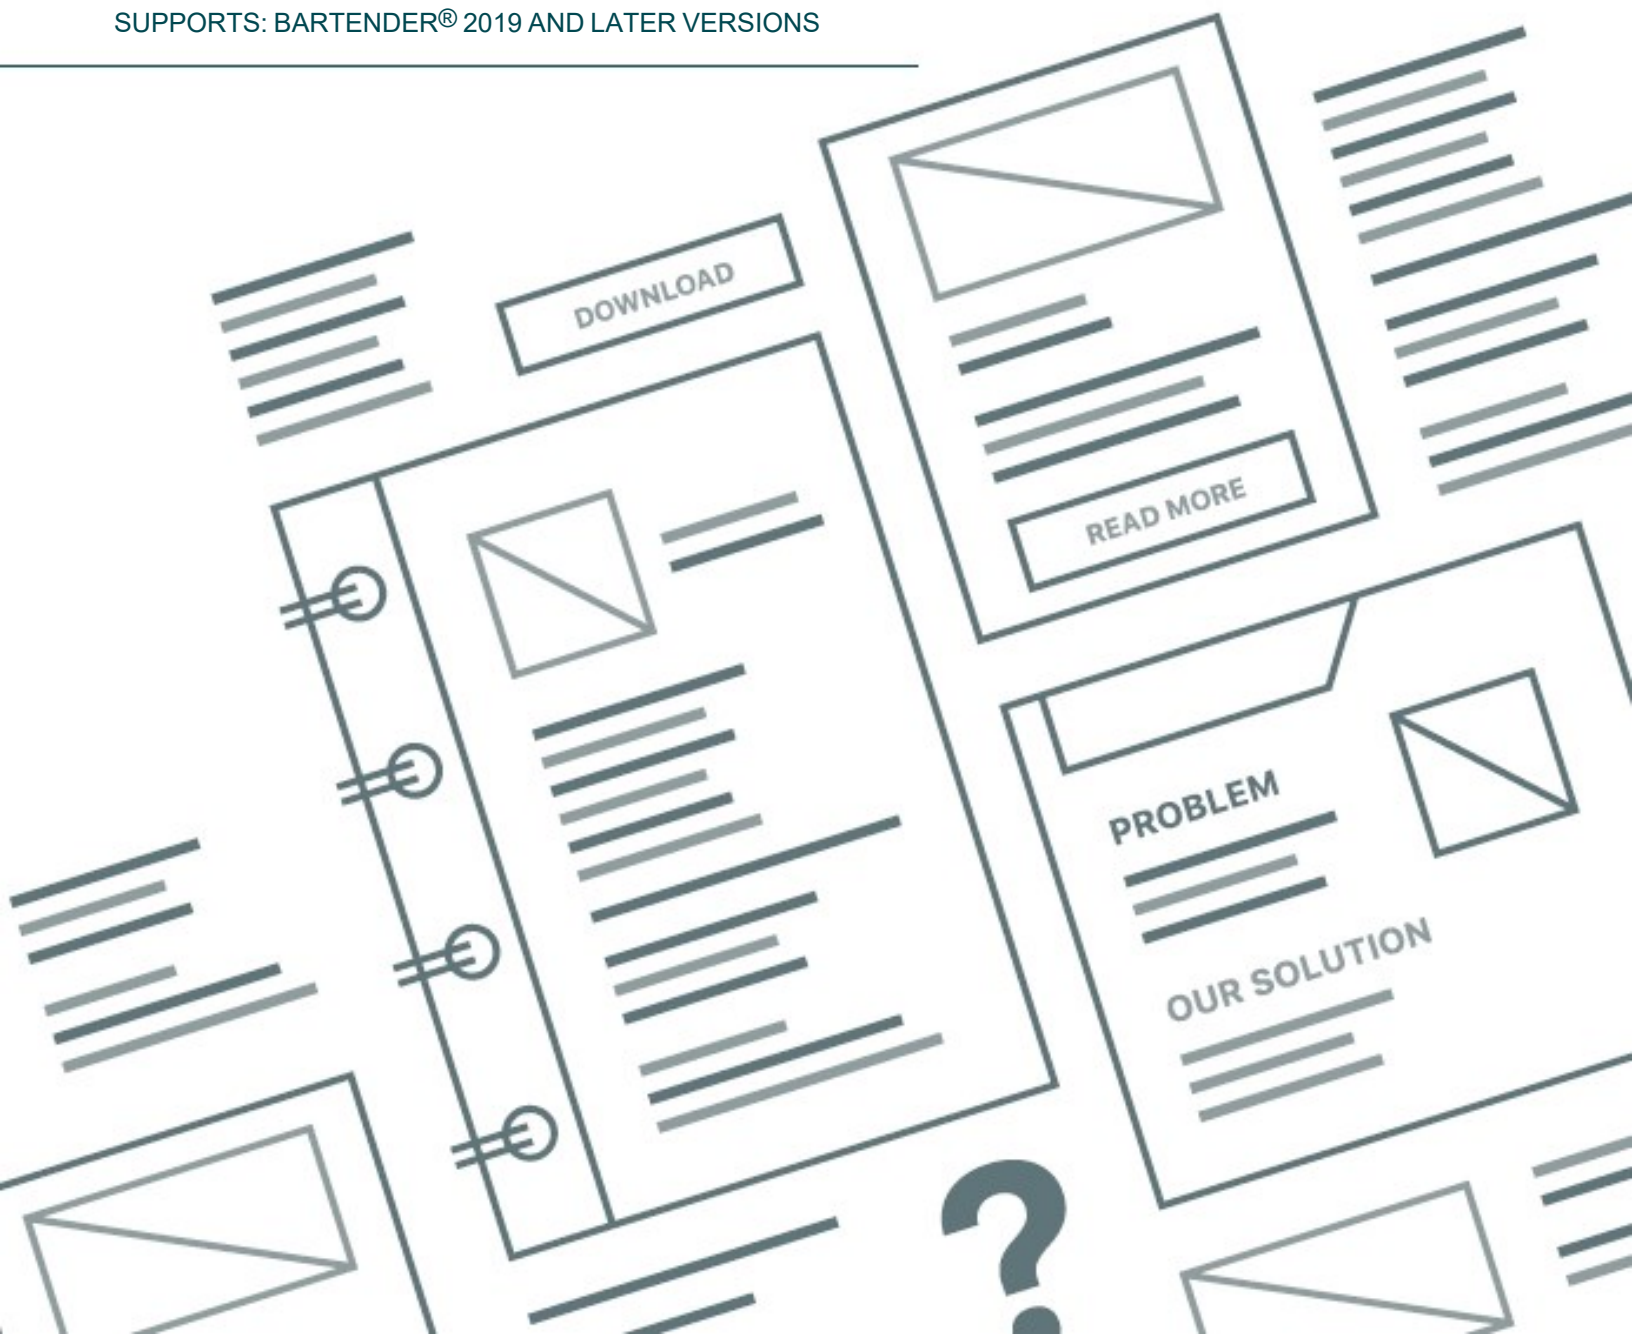 SUPPORTS: BARTENDER® 2019 AND LATER VERSIONS
DOWNLOAD
READ MORE
PROBLEM
OUR SOLUTION
?